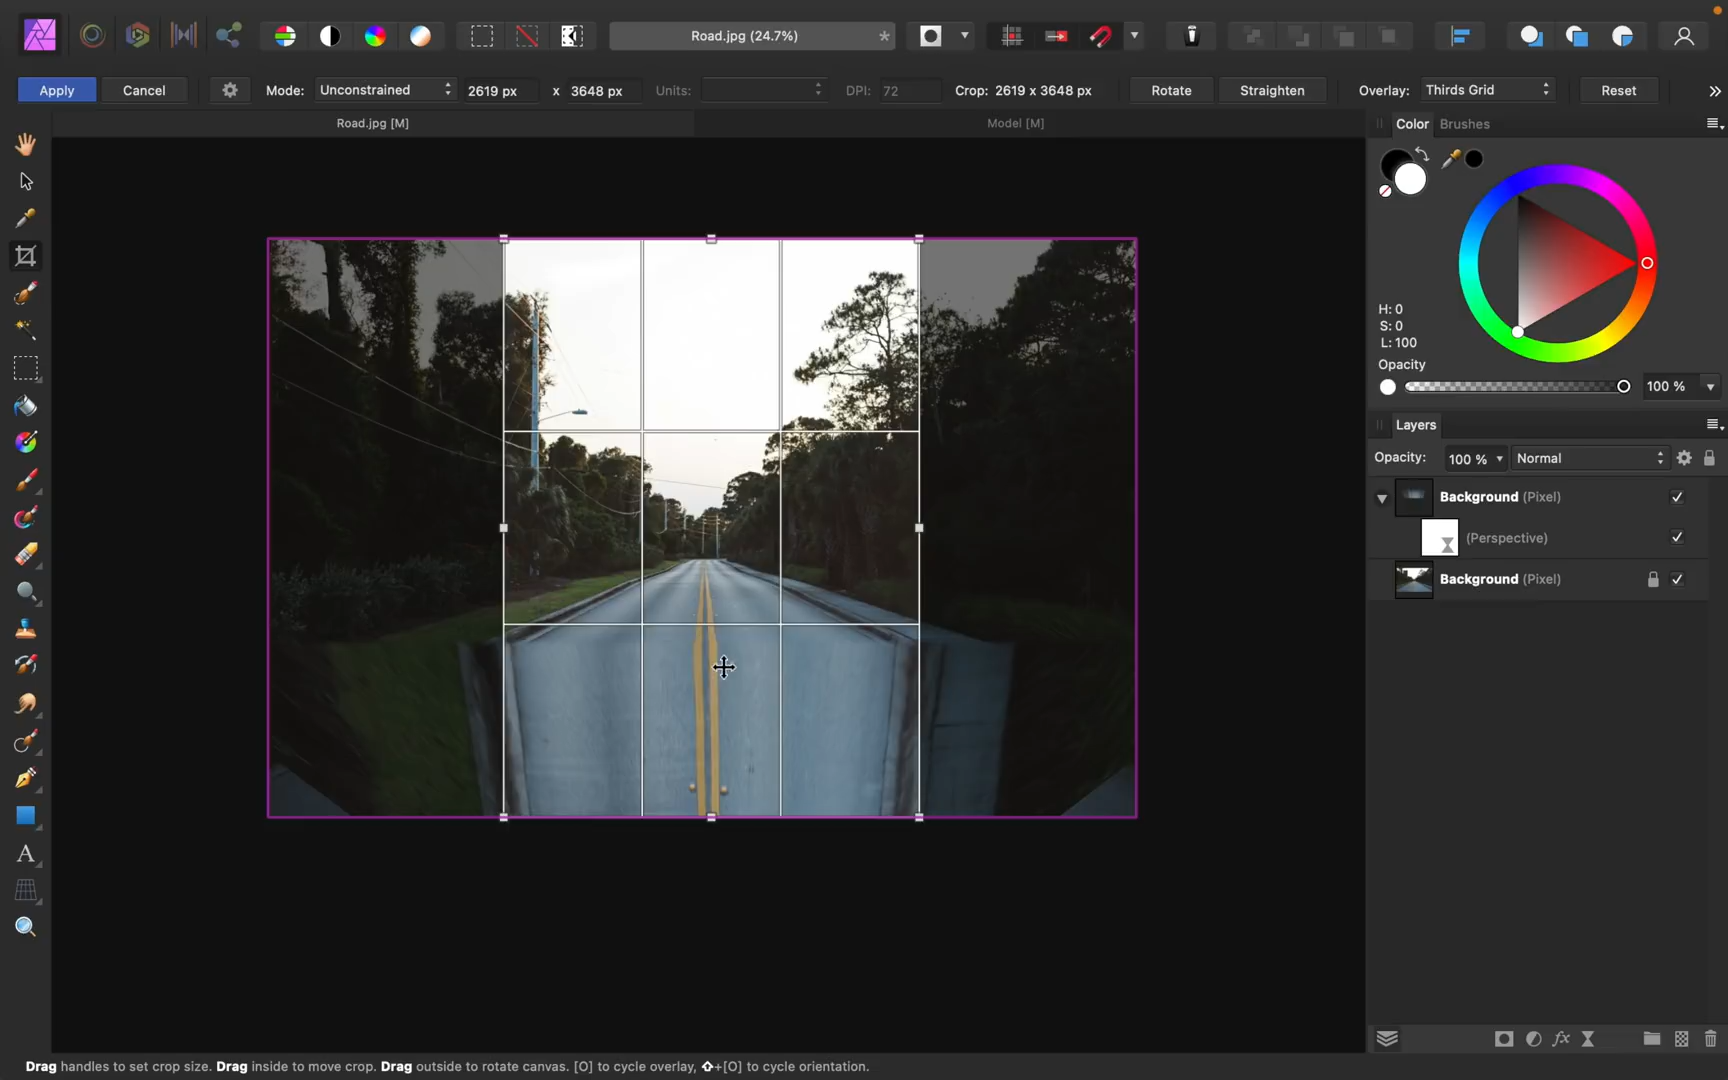 Road.jpg (24.7%)
*
Apply
Cancel
Mode:
Unconstrained
2619 px
x
3648 px
Units:
DPI:
72
Crop: 2619 x 3648 px
Rotate
Straighten
Overlay:
Thirds Grid
Reset
Road.jpg [M]
Model [M]
Color
Brushes
H: 0
S: 0
L: 100
Opacity
100 %
Layers
Opacity:
100 %
Normal
Background (Pixel)
(Perspective)
Background (Pixel)
A
fx
Drag handles to set crop size. Drag inside to move crop. Drag outside to rotate canvas. [O] to cycle overlay, ⇧+[O] to cycle orientation.